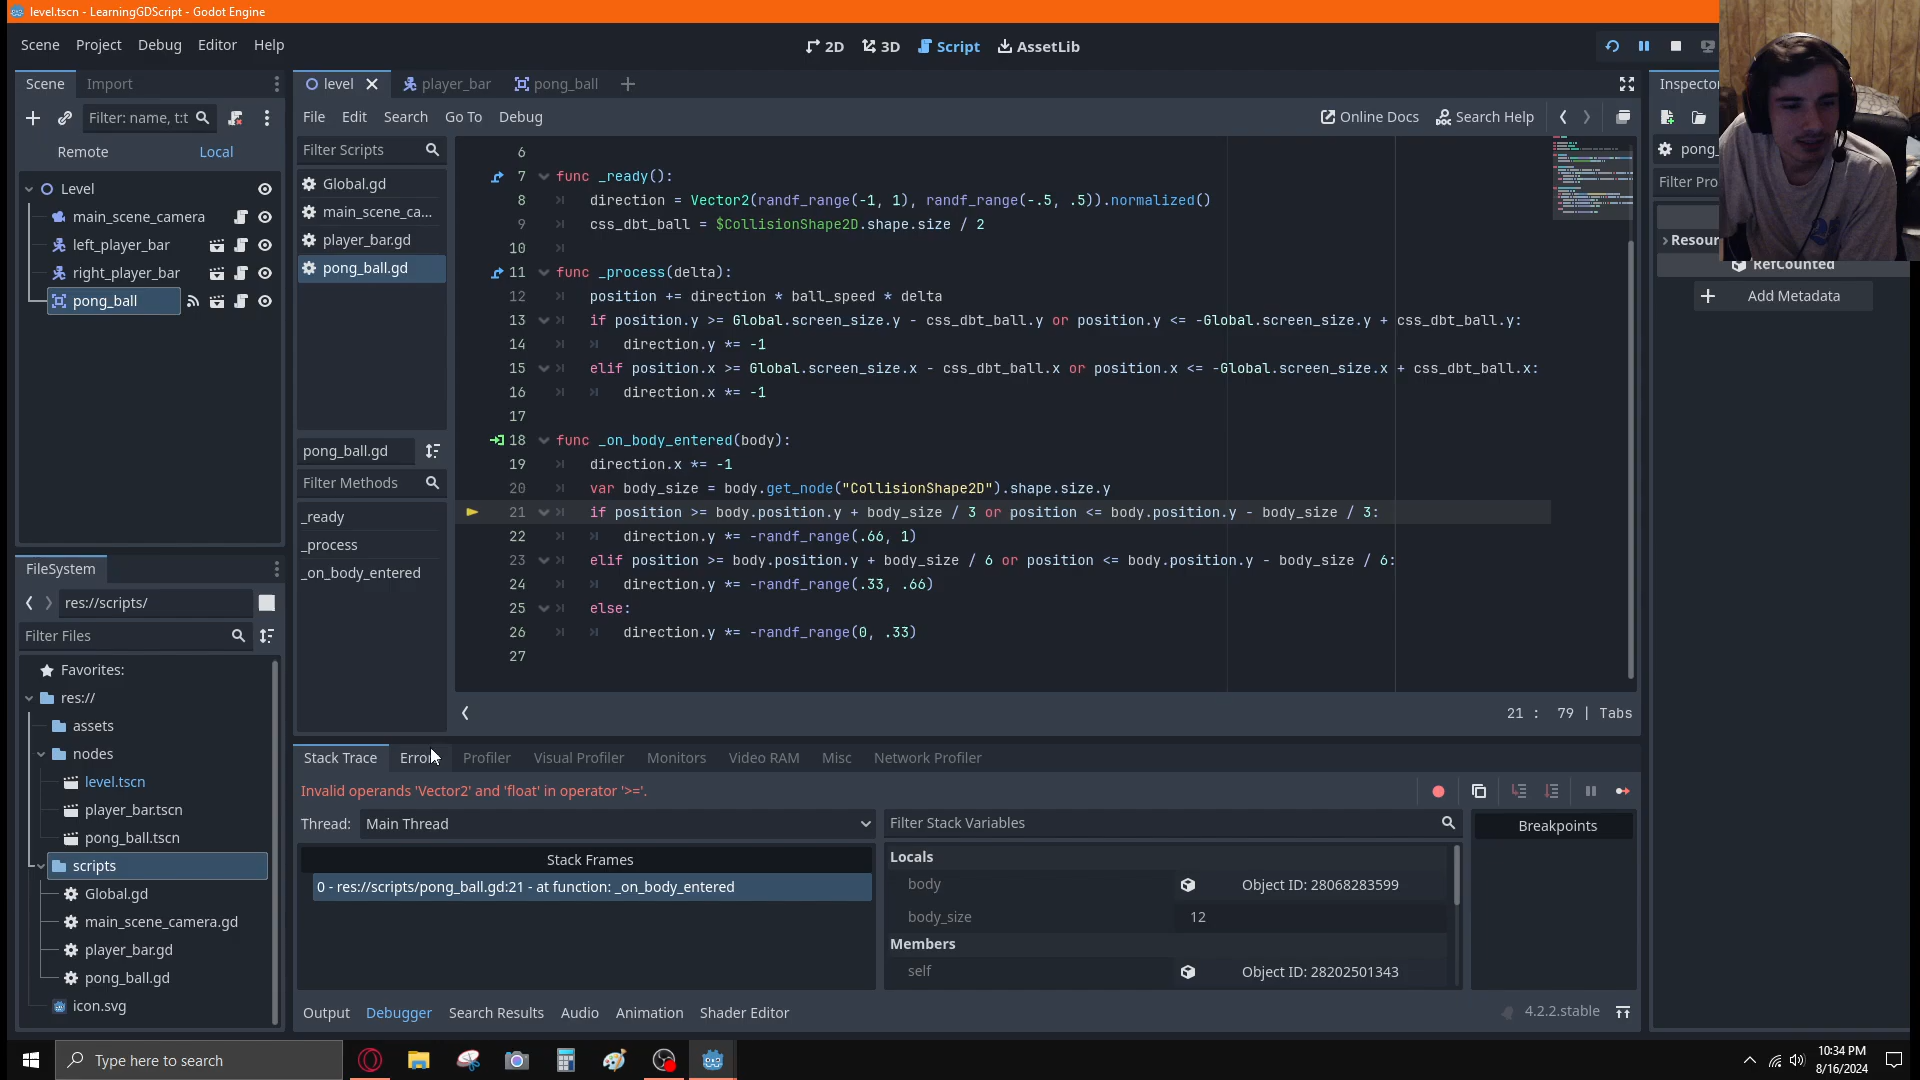 level.tscn - LearningGDScript - Godot Engine
Scene Project Debug Editor Help
2D 3D Script AssetLib
Scene Import
level player_bar pong_ball
Inspector
Filter: name, t:t
File Edit Search Go To Debug
Online Docs Search Help
Remote Local
Filter Scripts
pong_
Filter Pro
Level
main_scene_camera
left_player_bar
right_player_bar
pong_ball
Global.gd
main_scene_ca...
player_bar.gd
pong_ball.gd
pong_ball.gd
Filter Methods
_ready
_process
_on_body_entered
6
7 func _ready():
8 direction = Vector2(randf_range(-1, 1), randf_range(-.5, .5)).normalized()
9 css_dbt_ball = $CollisionShape2D.shape.size / 2
10
11 func _process(delta):
12 position += direction * ball_speed * delta
13 if position.y >= Global.screen_size.y - css_dbt_ball.y or position.y <= -Global.screen_size.y + css_dbt_ball.y:
14 direction.y *= -1
15 elif position.x >= Global.screen_size.x - css_dbt_ball.x or position.x <= -Global.screen_size.x + css_dbt_ball.x:
16 direction.x *= -1
17
18 func _on_body_entered(body):
19 direction.x *= -1
20 var body_size = body.get_node("CollisionShape2D").shape.size.y
21 if position >= body.position.y + body_size / 3 or position <= body.position.y - body_size / 3:
22 direction.y *= -randf_range(.66, 1)
23 elif position >= body.position.y + body_size / 6 or position <= body.position.y - body_size / 6:
24 direction.y *= -randf_range(.33, .66)
25 else:
26 direction.y *= -randf_range(0, .33)
27
21 : 79 | Tabs
Resour
RefCounted
Add Metadata
FileSystem
res://scripts/
Filter Files
Favorites:
res://
assets
nodes
level.tscn
player_bar.tscn
pong_ball.tscn
scripts
Global.gd
main_scene_camera.gd
player_bar.gd
pong_ball.gd
icon.svg
Stack Trace Profiler Visual Profiler Monitors Video RAM Misc Network Profiler
Invalid operands 'Vector2' and 'float' in operator '>='.
Thread: Main Thread
Filter Stack Variables
Breakpoints
Stack Frames
0 - res://scripts/pong_ball.gd:21 - at function: _on_body_entered
Locals
body Object ID: 28068283599
body_size 12
Members
self Object ID: 28202501343
Output Debugger Search Results Audio Animation Shader Editor
4.2.2.stable
Type here to search
10:34 PM
8/16/2024